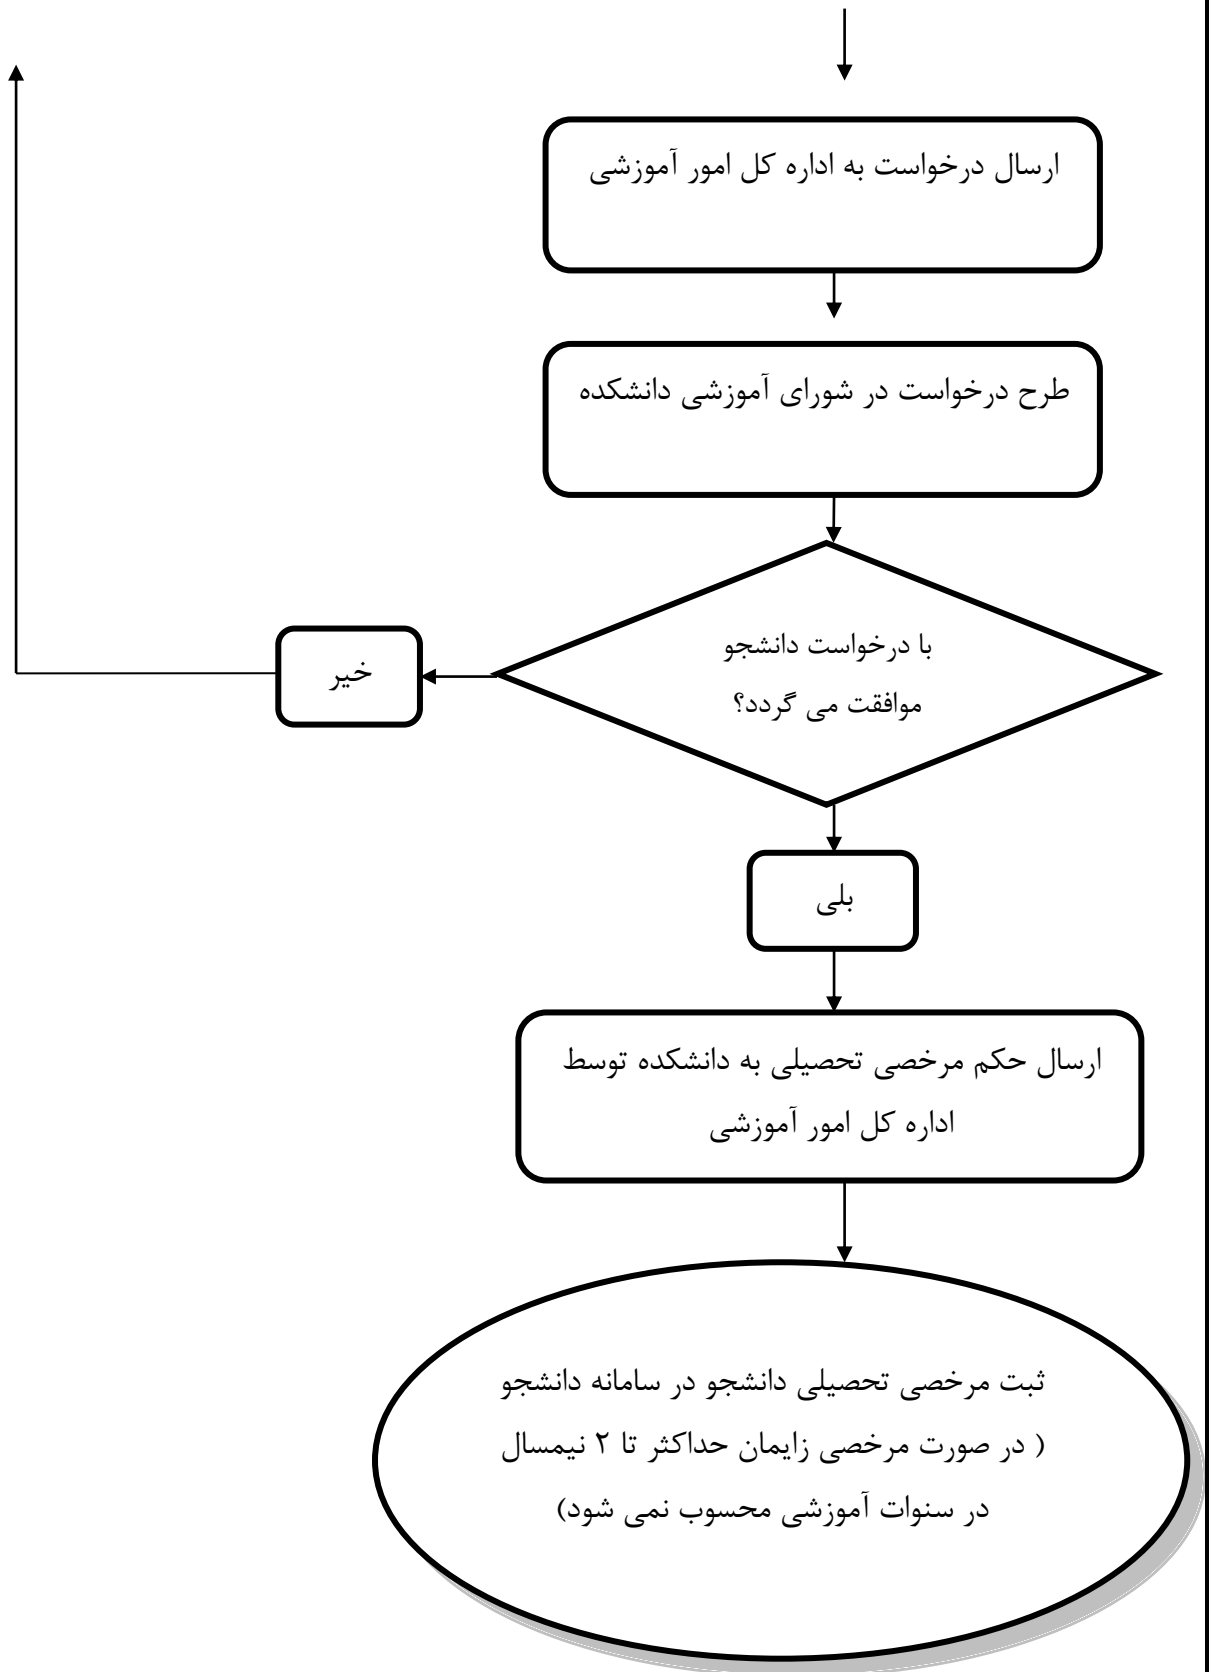 ارسال درخواست به اداره کل امور آموزشی
طرح درخواست در شورای آموزشی دانشکده
با درخواست دانشجو
موافقت می گردد؟
خیر
بلی
ارسال حکم مرخصی تحصیلی به دانشکده توسط
اداره کل امور آموزشی
ثبت مرخصی تحصیلی دانشجو در سامانه دانشجو
( در صورت مرخصی زایمان حداکثر تا ۲ نیمسال
در سنوات آموزشی محسوب نمی شود)